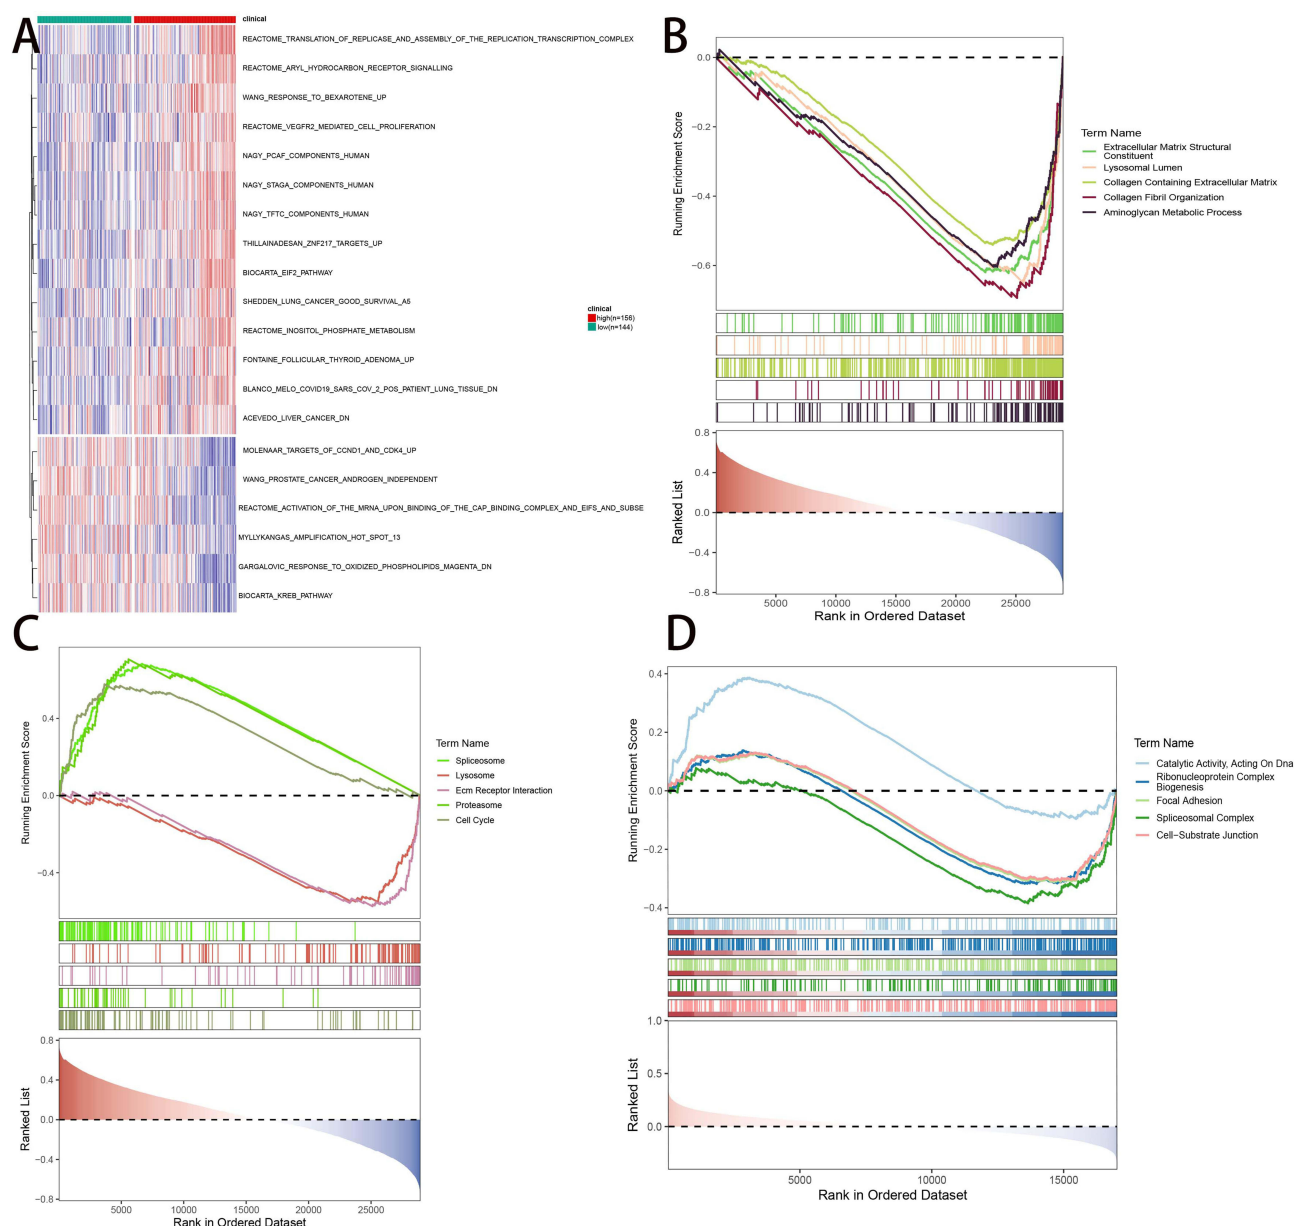 A
clinical
REACTOME_TRANSLATION_OF_REPLICASE_AND_ASSEMBLY_OF_THE_REPLICATION_TRANSCRIPTION_COMPLEX
REACTOME_ARYL_HYDROCARBON_RECEPTOR_SIGNALLING
WANG_RESPONSE_TO_BEXAROTENE_UP
REACTOME_VEGFR2_MEDIATED_CELL_PROLIFERATION
NAGY_PCAF_COMPONENTS_HUMAN
NAGY_STAGA_COMPONENTS_HUMAN
NAGY_TFTC_COMPONENTS_HUMAN
THILLAINADESAN_ZNF217_TARGETS_UP
BIOCARTA_EIF2_PATHWAY
SHEDDEN_LUNG_CANCER_GOOD_SURVIVAL_A5
REACTOME_INOSITOL_PHOSPHATE_METABOLISM
FONTAINE_FOLLICULAR_THYROID_ADENOMA_UP
BLANCO_MELO_COVID19_SARS_COV_2_POS_PATIENT_LUNG_TISSUE_DN
ACEVEDO_LIVER_CANCER_DN
MOLENAAR_TARGETS_OF_CCND1_AND_CDK4_UP
WANG_PROSTATE_CANCER_ANDROGEN_INDEPENDENT
REACTOME_ACTIVATION_OF_THE_MRNA_UPON_BINDING_OF_THE_CAP_BINDING_COMPLEX_AND_EIFS_AND_SUBSE
MYLLYKANGAS_AMPLIFICATION_HOT_SPOT_13
GARGALOVIC_RESPONSE_TO_OXIDIZED_PHOSPHOLIPIDS_MAGENTA_DN
BIOCARTA_KREB_PATHWAY
clinical
high(n=156)
low(n=144)
B
Running Enrichment Score
0.0
−0.2
−0.4
−0.6
Term Name
Extracellular Matrix Structural
Constituent
Lysosomal Lumen
Collagen Containing Extracellular Matrix
Collagen Fibril Organization
Aminoglycan Metabolic Process
Ranked List
0.8
0.4
0.0
−0.4
−0.8
5000 10000 15000 20000 25000
Rank in Ordered Dataset
C
Running Enrichment Score
0.4
0.0
−0.4
Term Name
Spliceosome
Lysosome
Ecm Receptor Interaction
Proteasome
Cell Cycle
Ranked List
0.8
0.4
0.0
−0.4
−0.8
5000 10000 15000 20000 25000
Rank in Ordered Dataset
D
Running Enrichment Score
0.4
0.2
0.0
−0.2
−0.4
Term Name
Catalytic Activity, Acting On Dna
Ribonucleoprotein Complex
Biogenesis
Focal Adhesion
Spliceosomal Complex
Cell−Substrate Junction
Ranked List
1.0
0.5
0.0
5000 10000 15000
Rank in Ordered Dataset